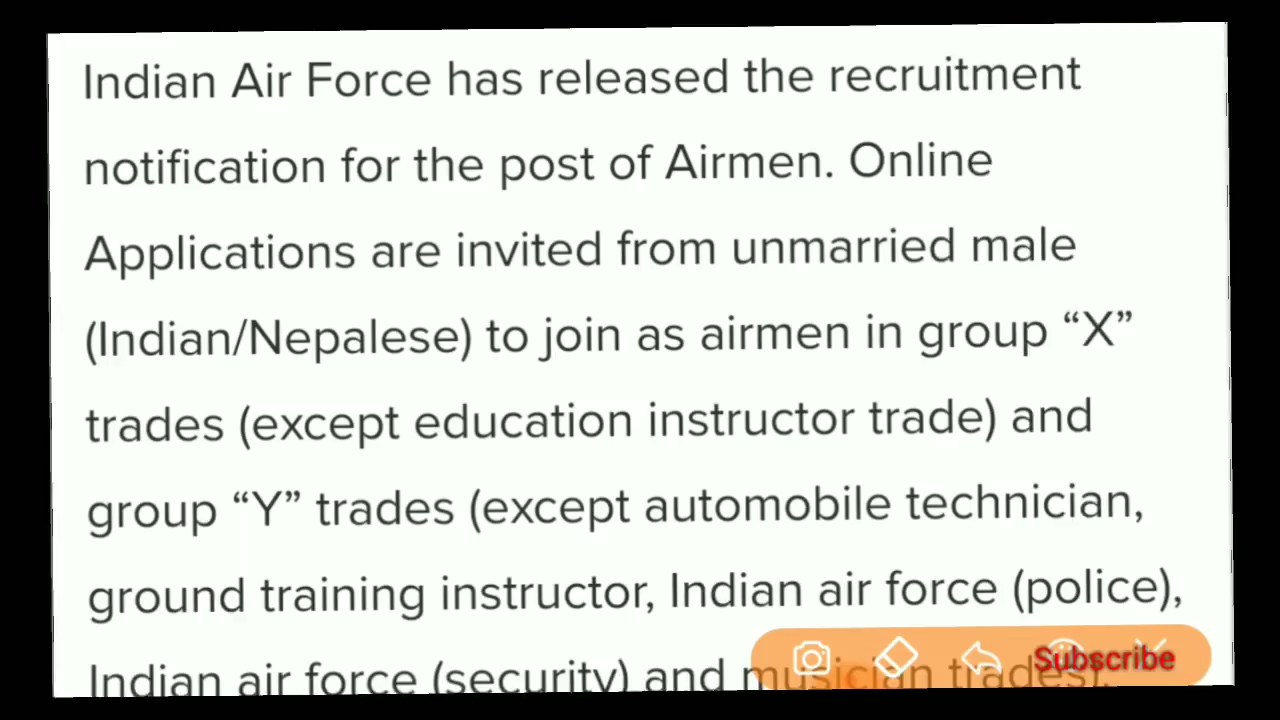 Indian Air Force has released the recruitment
notification for the post of Airmen. Online
Applications are invited from unmarried male
(Indian/Nepalese) to join as airmen in group “X”
trades (except education instructor trade) and
group “Y” trades (except automobile technician,
ground training instructor, Indian air force (police),
Indian air force (security) and musician trades).
Subscribe